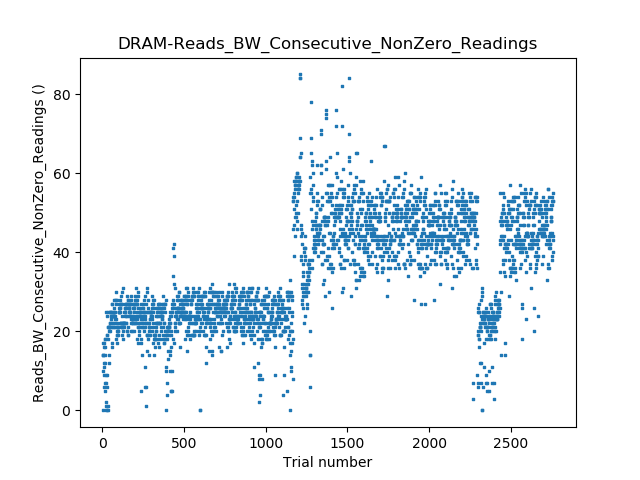 DRAM-Reads_BW_Consecutive_NonZero_Readings
Reads_BW_Consecutive_NonZero_Readings ()
80
60
40
20
0
0 500 1000 1500 2000 2500
Trial number